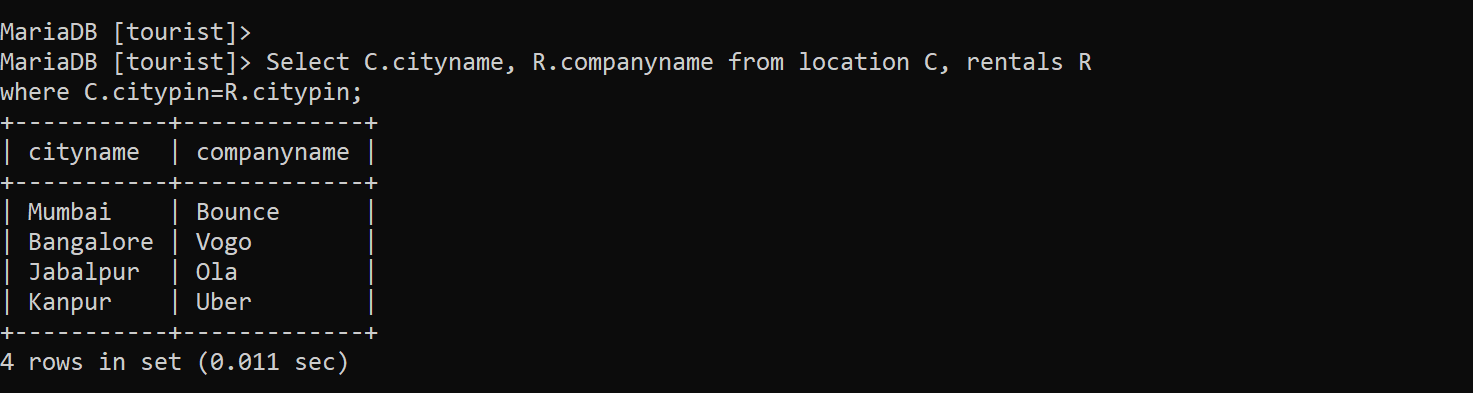 MariaDB [tourist]>
MariaDB [tourist]> Select C.cityname, R.companyname from location C, rentals R
where C.citypin=R.citypin;
+-----------+-------------+
| cityname  | companyname |
+-----------+-------------+
| Mumbai    | Bounce      |
| Bangalore | Vogo        |
| Jabalpur  | Ola         |
| Kanpur    | Uber        |
+-----------+-------------+
4 rows in set (0.011 sec)